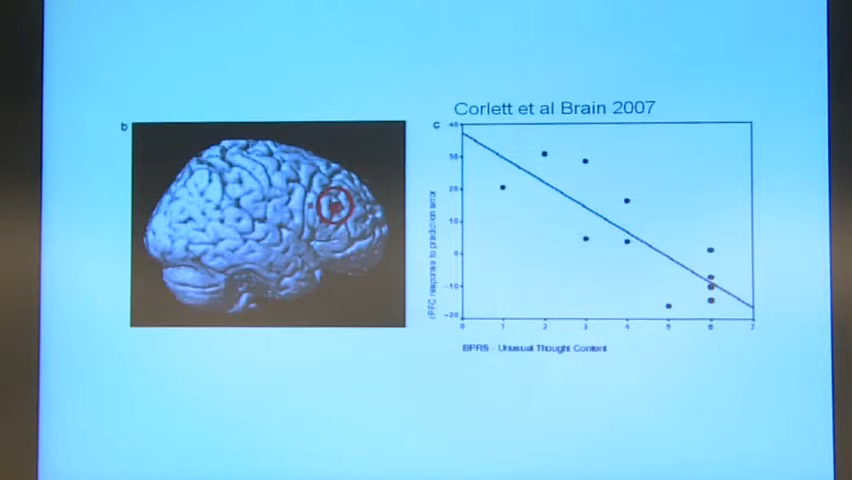 Corlett et al Brain 2007
b
c
rPFC response to prediction error
40
30
20
10
0
-10
-20
0 1 2 3 4 5 6 7
BPRS - Unusual Thought Content